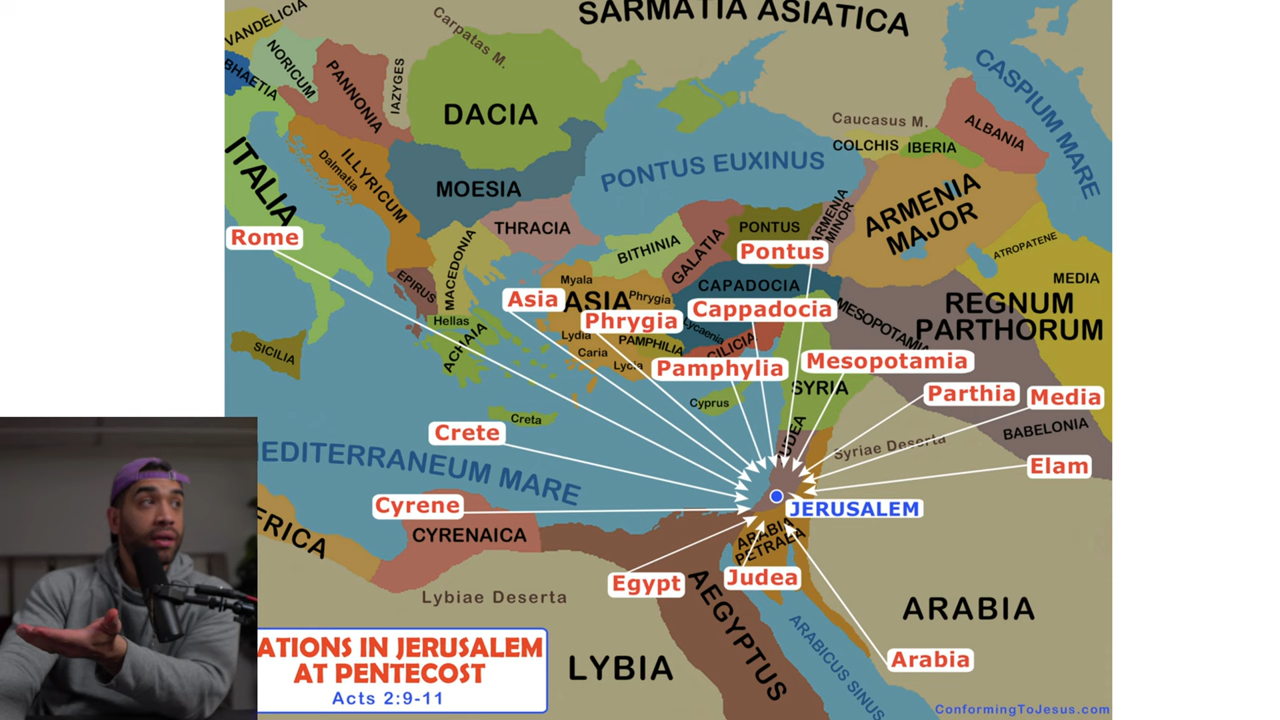 SARMATIA ASIATICA
VANDELICIA
Carpatas M.
NORICUM
BHAETIA
PANNONIA
IAZYGES
DACIA
CASPIUM MARE
Caucasus M.
ALBANIA
COLCHIS
IBERIA
ITALIA
ILLYRICUM
Dalmatia
MOESIA
PONTUS EUXINUS
ARMENIA
MINOR
ARMENIA
MAJOR
THRACIA
PONTUS
Rome
BITHINIA
GALATIA
Pontus
ATROPATENE
MACEDONIA
EPIRUS
Myala
CAPADOCIA
MEDIA
Asia
ASIA
Phrygia
Phrygia
Cappadocia
REGNUM
PARTHORUM
MESOPOTAMIA
Hellas
ACHAIA
Lydia
PAMPHILIA
Lycaenia
CILICIA
SICILIA
Caria
Lycia
Pamphylia
Mesopotamia
SYRIA
Parthia
Media
Cyprus
Creta
Crete
JUDEA
Syriae Deserta
BABELONIA
EDITERRANEUM MARE
Elam
Cyrene
JERUSALEM
FRICA
CYRENAICA
ARABIA
PETRAEA
Egypt
Judea
Lybiae Deserta
AEGYPTUS
ARABIA
ARABICUS SINUS
Arabia
LYBIA
ATIONS IN JERUSALEM
AT PENTECOST
Acts 2:9-11
ConformingToJesus.com